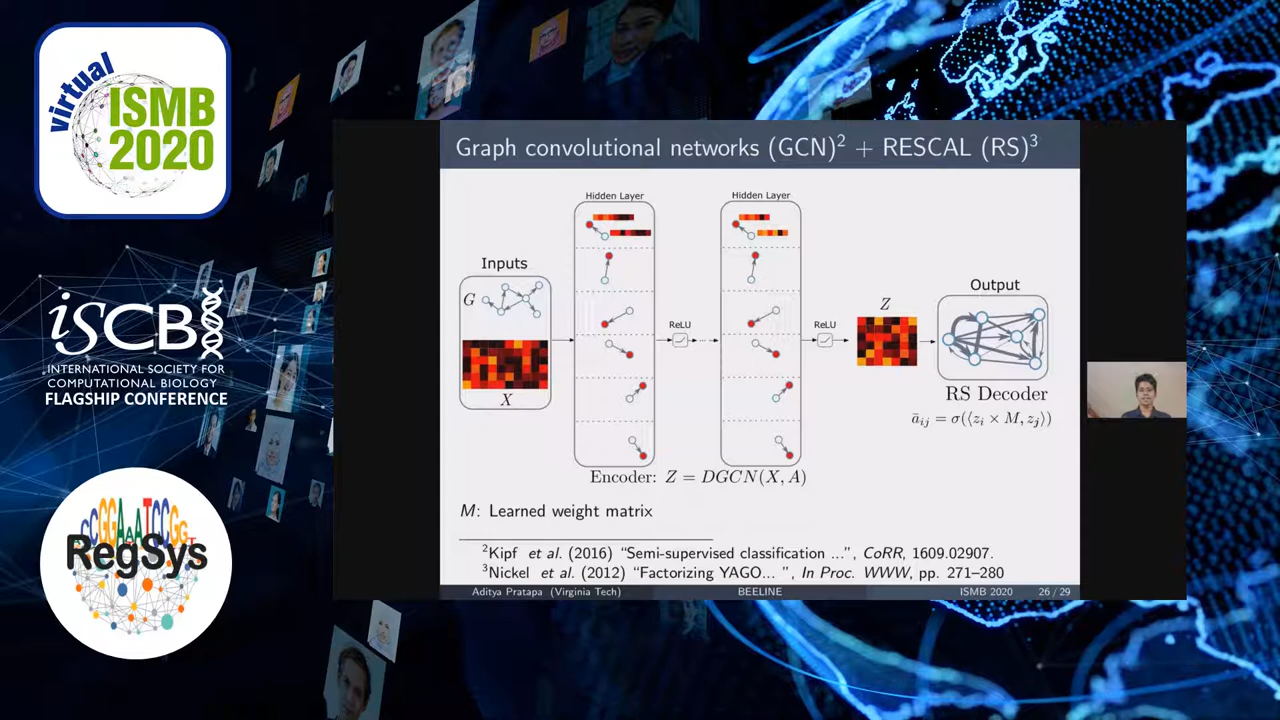 virtual
ISMB
2020
iSCB
INTERNATIONAL SOCIETY FOR
COMPUTATIONAL BIOLOGY
FLAGSHIP CONFERENCE
RegSys
Graph convolutional networks (GCN)² + RESCAL (RS)³
Hidden Layer
Hidden Layer
Inputs
G
X
ReLU
ReLU
Z
Output
RS Decoder
āᵢⱼ = σ(⟨zᵢ × M, zⱼ⟩)
Encoder: Z = DGCN(X, A)
M: Learned weight matrix
²Kipf et al. (2016) “Semi-supervised classification ...”, CoRR, 1609.02907.
³Nickel et al. (2012) “Factorizing YAGO... ”, In Proc. WWW, pp. 271–280
Aditya Pratapa (Virginia Tech) BEELINE ISMB 2020 26 / 29